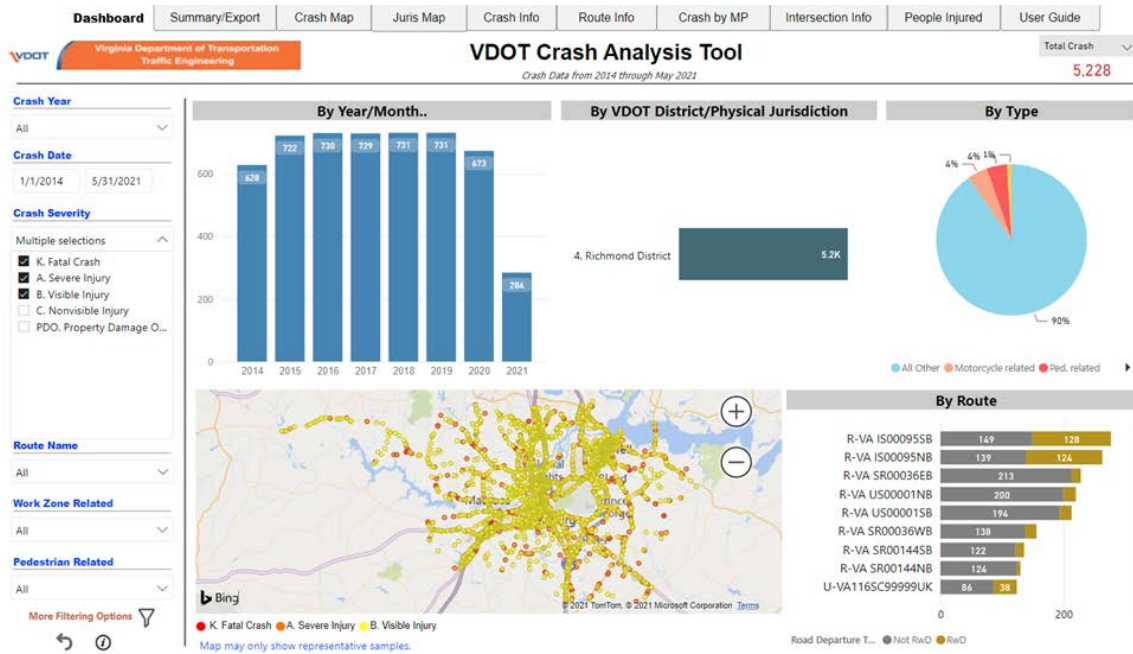 Dashboard
Summary/Export
Crash Map
Juris Map
Crash Info
Route Info
Crash by MP
Intersection Info
People Injured
User Guide
VDOT
Virginia Department of Transportation
Traffic Engineering
VDOT Crash Analysis Tool
Crash Data from 2014 through May 2021
Total Crash
5,228
Crash Year
All
Crash Date
1/1/2014 5/31/2021
Crash Severity
Multiple selections
K. Fatal Crash
A. Severe Injury
B. Visible Injury
C. Nonvisible Injury
PDO. Property Damage O...
Route Name
All
Work Zone Related
All
Pedestrian Related
All
More Filtering Options
By Year/Month..
600
400
200
0
628
722
730
729
731
731
673
284
2014 2015 2016 2017 2018 2019 2020 2021
By VDOT District/Physical Jurisdiction
4. Richmond District
5.2K
By Type
4% 4% 1%
90%
All Other Motorcycle related Ped. related
Bing
© 2021 TomTom, © 2021 Microsoft Corporation Terms
K. Fatal Crash A. Severe Injury B. Visible Injury
Map may only show representative samples.
By Route
R-VA IS00095SB 149 128
R-VA IS00095NB 139 124
R-VA SR00036EB 213
R-VA US00001NB 200
R-VA US00001SB 194
R-VA SR00036WB 138
R-VA SR00144SB 122
R-VA SR00144NB 124
U-VA116SC99999UK 86 38
0 200
Road Departure T... Not RwD RwD